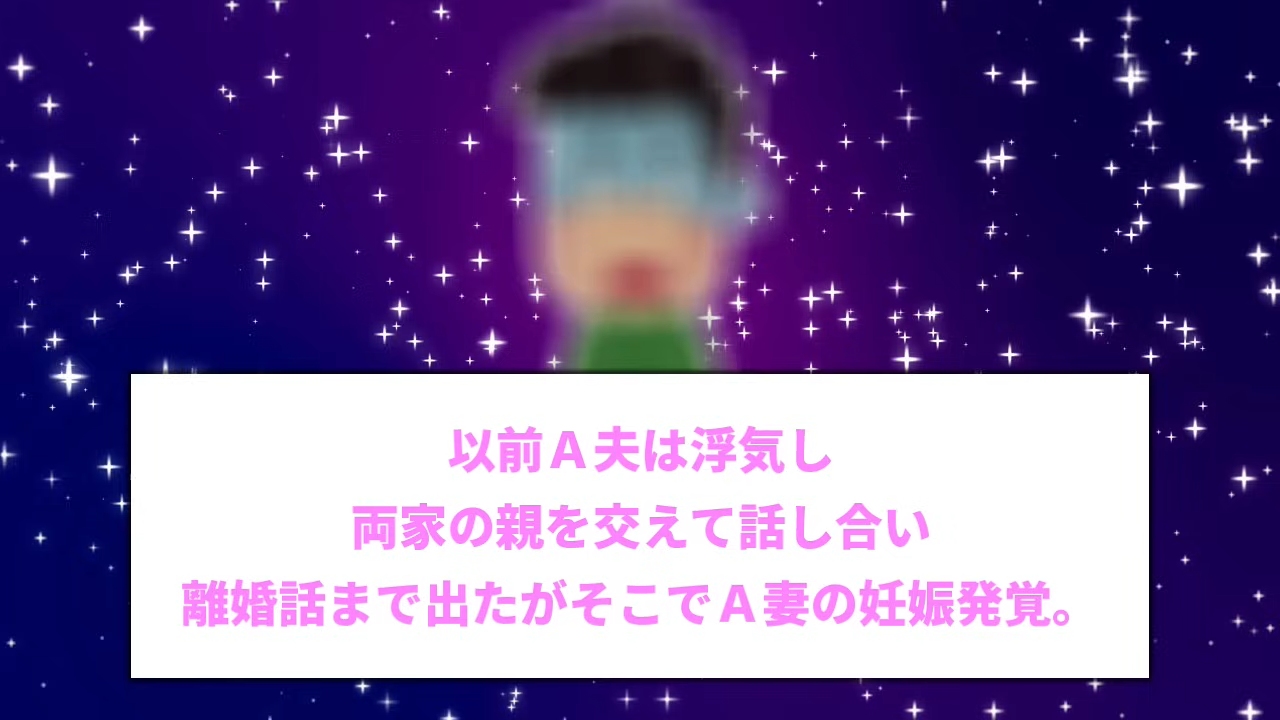 以前Ａ夫は浮気し
両家の親を交えて話し合い
離婚話まで出たがそこでＡ妻の妊娠発覚。